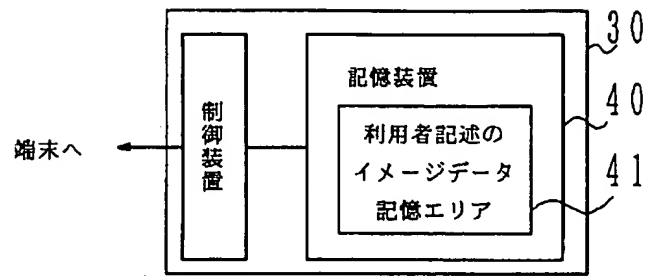 30
記憶装置
40
制御装置
利用者記述の
端末へ
イメージデータ
41
記憶エリア